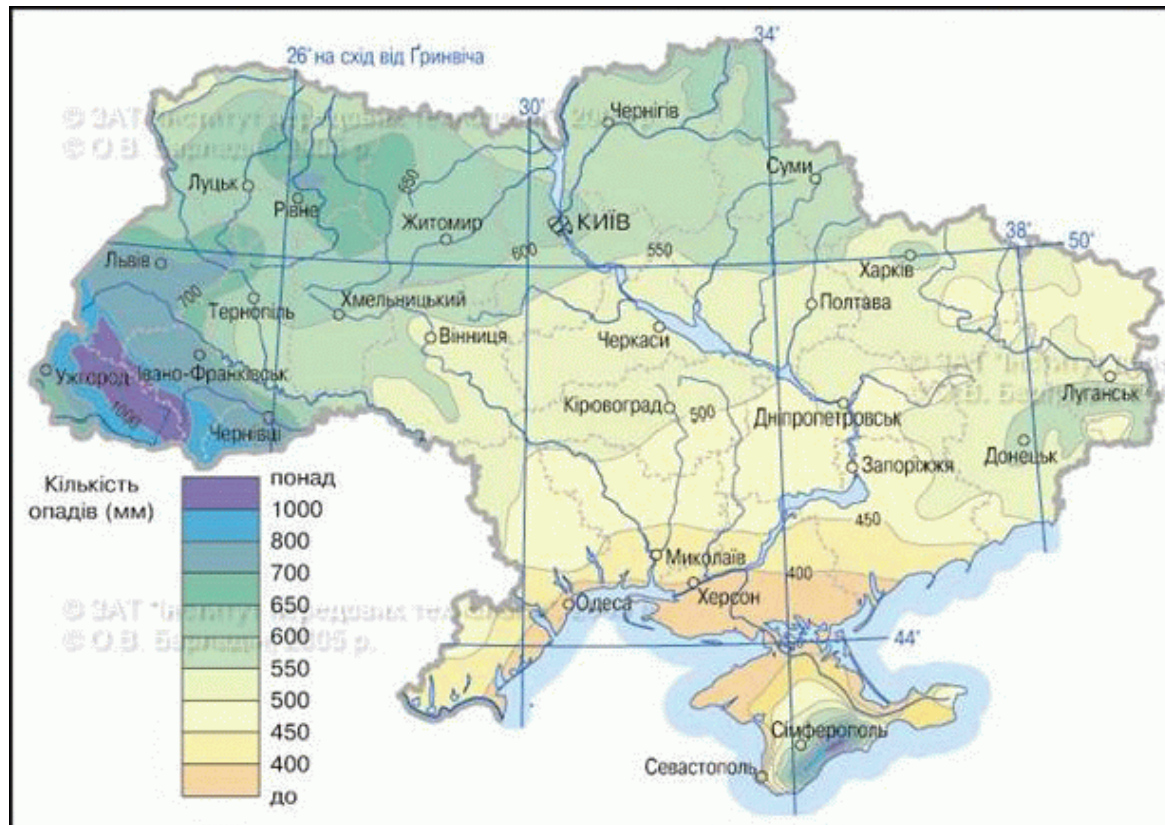 26° на схід від Ґринвіча
34°
30°
Чернігів
Суми
Луцьк
Рівне
650
Житомир
КИЇВ
38°
50°
600
550
Львів
Харків
700
Тернопіль
Хмельницький
Полтава
Вінниця
Черкаси
Ужгород
Івано-Франківськ
Луганськ
Кіровоград
500
Дніпропетровськ
1000
Чернівці
Донецьк
Запоріжжя
Кількість
опадів (мм)
понад
1000
800
700
650
600
550
500
450
400
до
450
Миколаїв
400
Херсон
Одеса
44°
Сімферополь
Севастополь
© О.В.
2005 р.